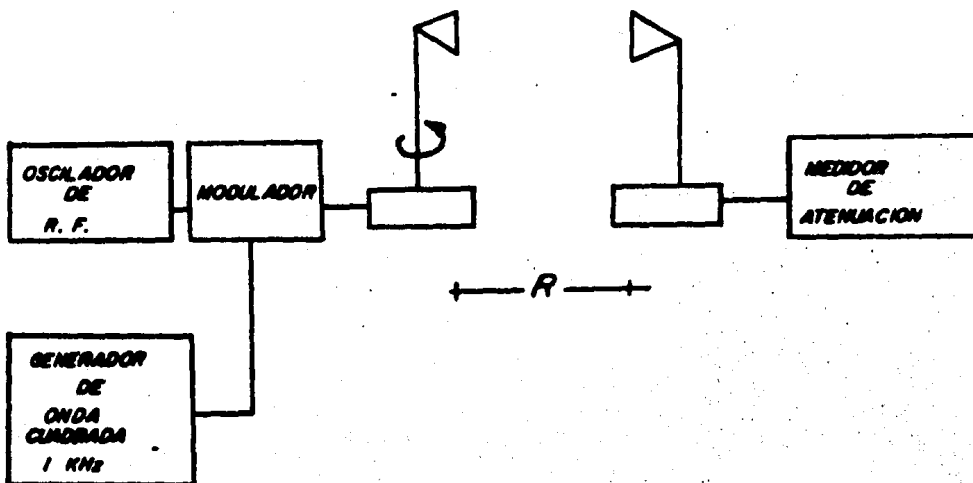 OSCILADOR
DE
R. F.
MODULADOR
MEDIDOR
DE
ATENUACION
R
GENERADOR
DE
ONDA
CUADRADA
1 KHz